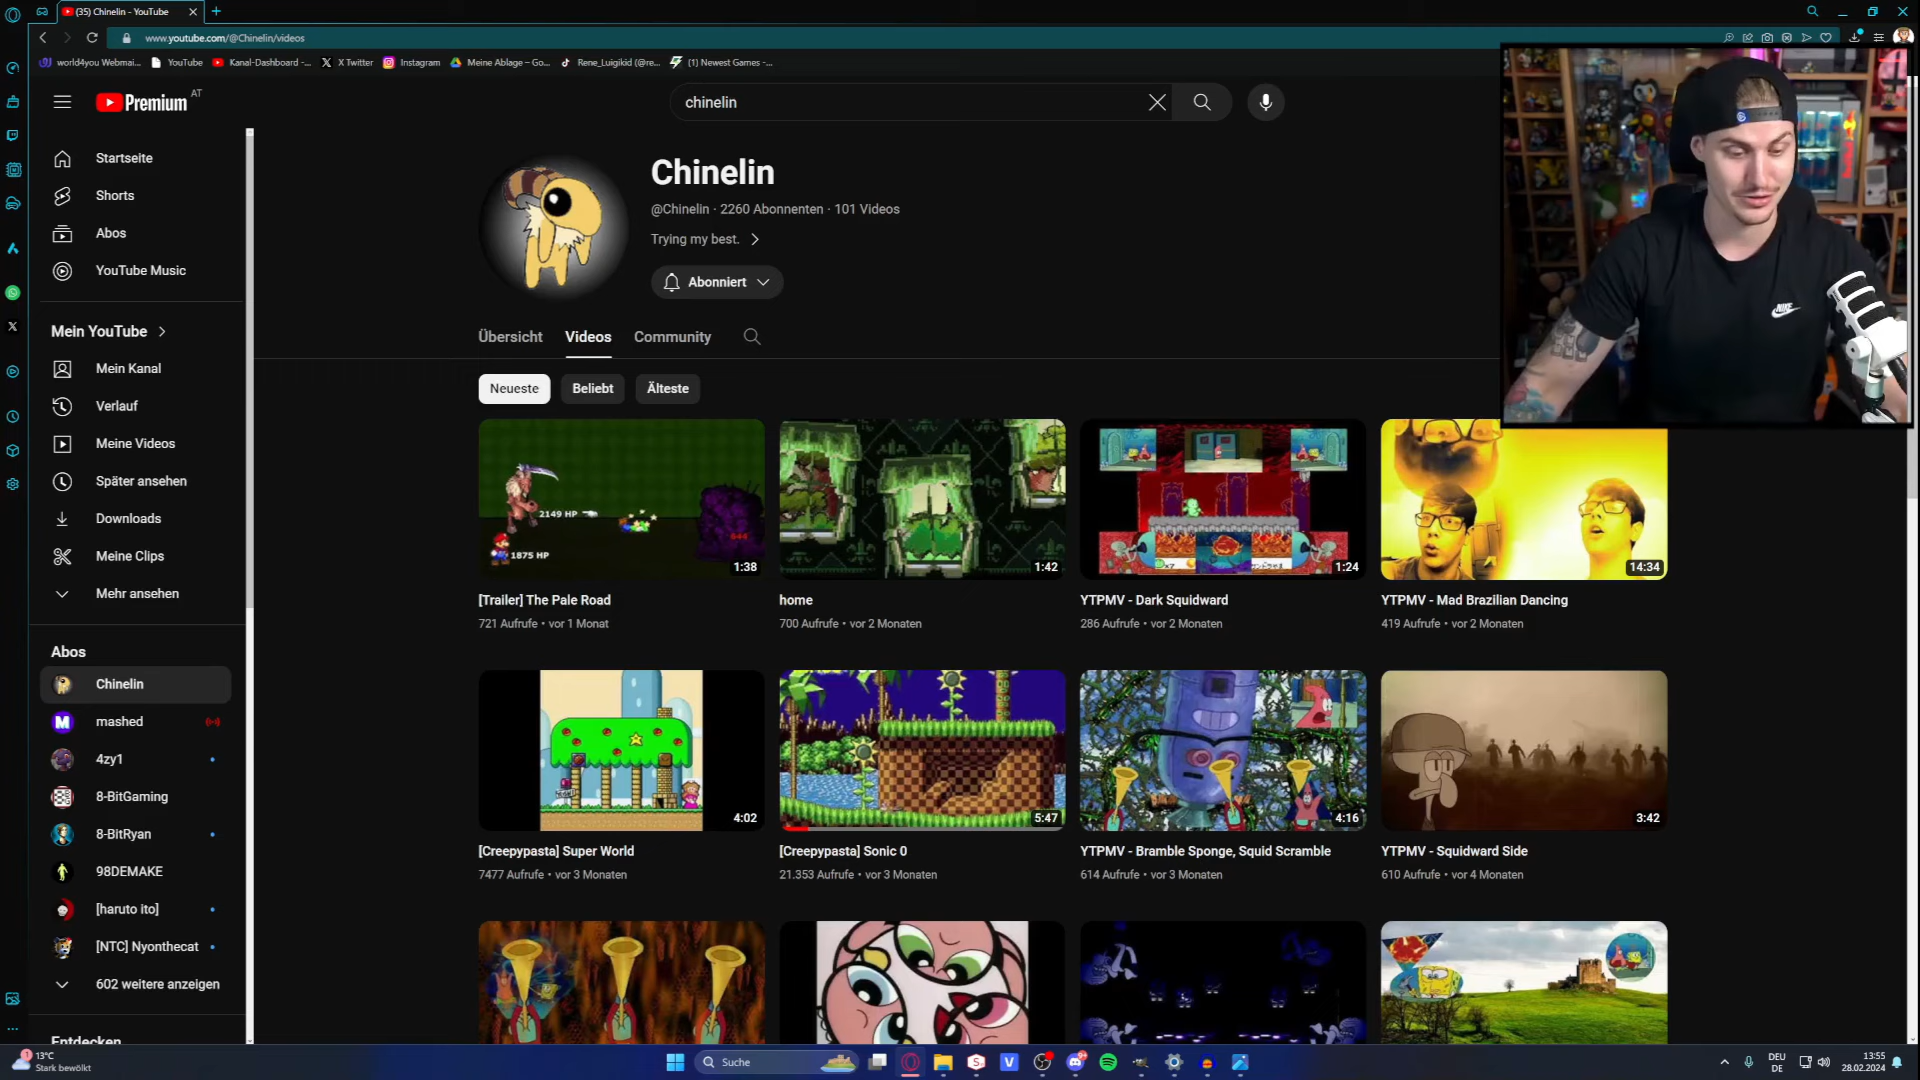 (35) Chinelin - YouTube
www.youtube.com/@Chinelin/videos
world4you Webmai...
YouTube
Kanal-Dashboard -...
X Twitter
Instagram
Meine Ablage – Go...
Rene_Luigikid (@re...
(1) Newest Games -...
Premium AT
chinelin
Startseite
Shorts
Abos
YouTube Music
Mein YouTube
Mein Kanal
Verlauf
Meine Videos
Später ansehen
Downloads
Meine Clips
Mehr ansehen
Abos
Chinelin
mashed
4zy1
8-BitGaming
8-BitRyan
98DEMAKE
[haruto ito]
[NTC] Nyonthecat
602 weitere anzeigen
Entdecken
Chinelin
@Chinelin · 2260 Abonnenten · 101 Videos
Trying my best.
Abonniert
Übersicht
Videos
Community
Neueste
Beliebt
Älteste
2149 HP
644
1875 HP
1:38
1:42
1:24
14:34
[Trailer] The Pale Road
721 Aufrufe • vor 1 Monat
home
700 Aufrufe • vor 2 Monaten
YTPMV - Dark Squidward
286 Aufrufe • vor 2 Monaten
YTPMV - Mad Brazilian Dancing
419 Aufrufe • vor 2 Monaten
4:02
5:47
4:16
3:42
[Creepypasta] Super World
7477 Aufrufe • vor 3 Monaten
[Creepypasta] Sonic 0
21.353 Aufrufe • vor 3 Monaten
YTPMV - Bramble Sponge, Squid Scramble
614 Aufrufe • vor 3 Monaten
YTPMV - Squidward Side
610 Aufrufe • vor 4 Monaten
NIKE
1
13°C
Stark bewölkt
Suche
DEU
DE
13:55
28.02.2024